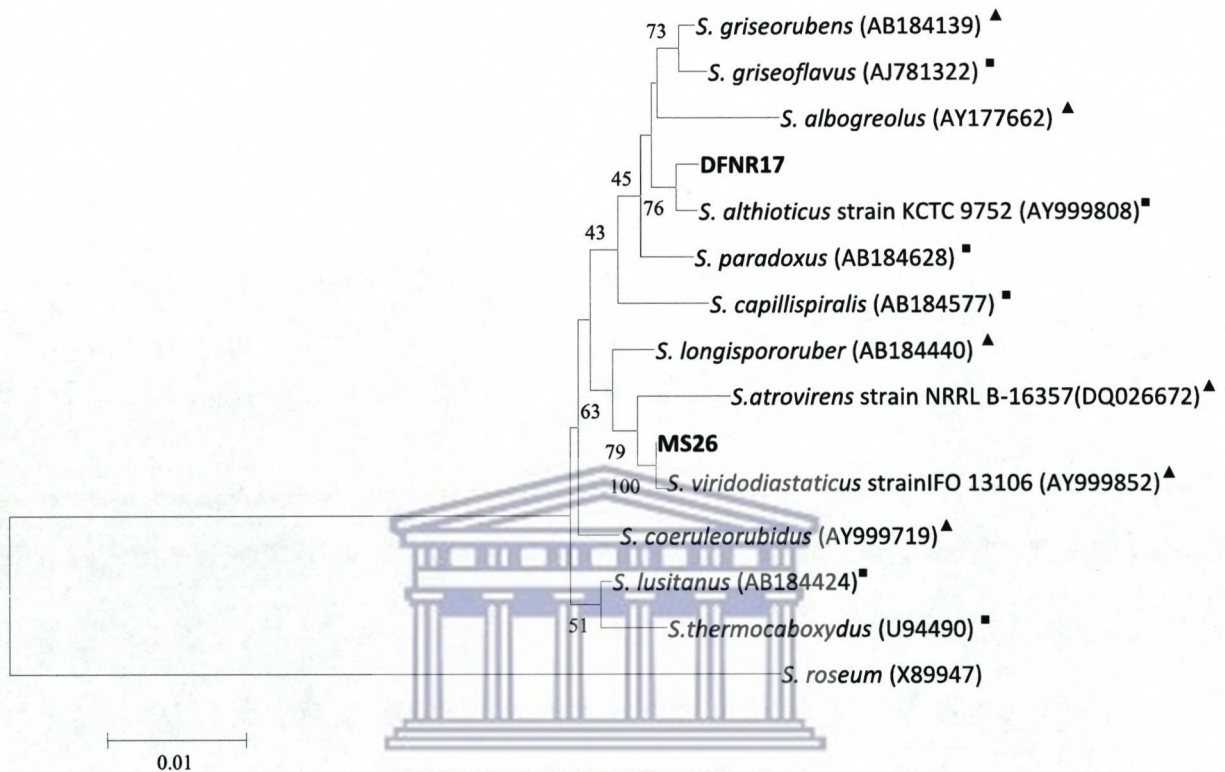 73
S. griseorubens (AB184139) ▲
S. griseoflavus (AJ781322) ■
S. albogreolus (AY177662) ▲
DFNR17
45
76
S. althioticus strain KCTC 9752 (AY999808)■
43
S. paradoxus (AB184628) ■
S. capillispiralis (AB184577) ■
S. longispororuber (AB184440) ▲
S.atrovirens strain NRRL B-16357(DQ026672)▲
63
MS26
79
100
S. viridodiastaticus strainIFO 13106 (AY999852)▲
S. coeruleorubidus (AY999719)▲
S. lusitanus (AB184424)■
51
S.thermocaboxydus (U94490) ■
S. roseum (X89947)
0.01